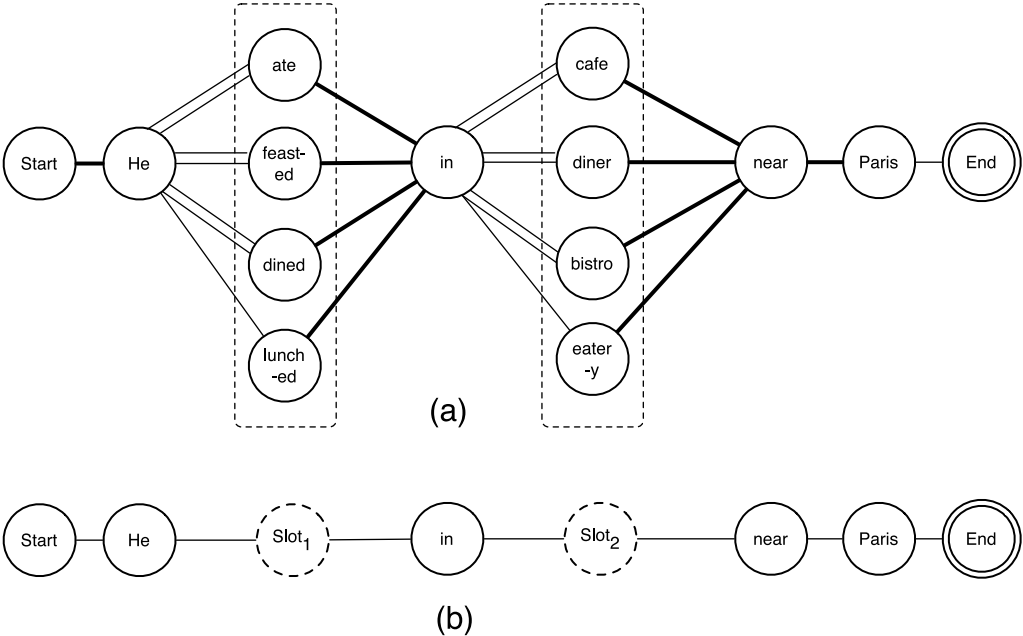 ate
cafe
Start
He
feast-
ed
in
diner
near
Paris
End
dined
bistro
lunch
-ed
eater
-y
(a)
Start
He
Slot1
in
Slot2
near
Paris
End
(b)